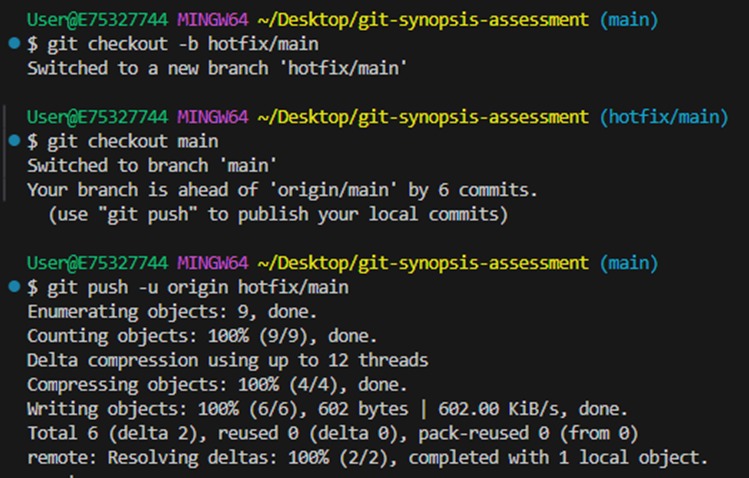 User@E75327744 MINGW64 ~/Desktop/git-synopsis-assessment (main)
$ git checkout -b hotfix/main
Switched to a new branch 'hotfix/main'
User@E75327744 MINGW64 ~/Desktop/git-synopsis-assessment (hotfix/main)
$ git checkout main
Switched to branch 'main'
Your branch is ahead of 'origin/main' by 6 commits.
(use "git push" to publish your local commits)
User@E75327744 MINGW64 ~/Desktop/git-synopsis-assessment (main)
$ git push -u origin hotfix/main
Enumerating objects: 9, done.
Counting objects: 100% (9/9), done.
Delta compression using up to 12 threads
Compressing objects: 100% (4/4), done.
Writing objects: 100% (6/6), 602 bytes | 602.00 KiB/s, done.
Total 6 (delta 2), reused 0 (delta 0), pack-reused 0 (from 0)
remote: Resolving deltas: 100% (2/2), completed with 1 local object.